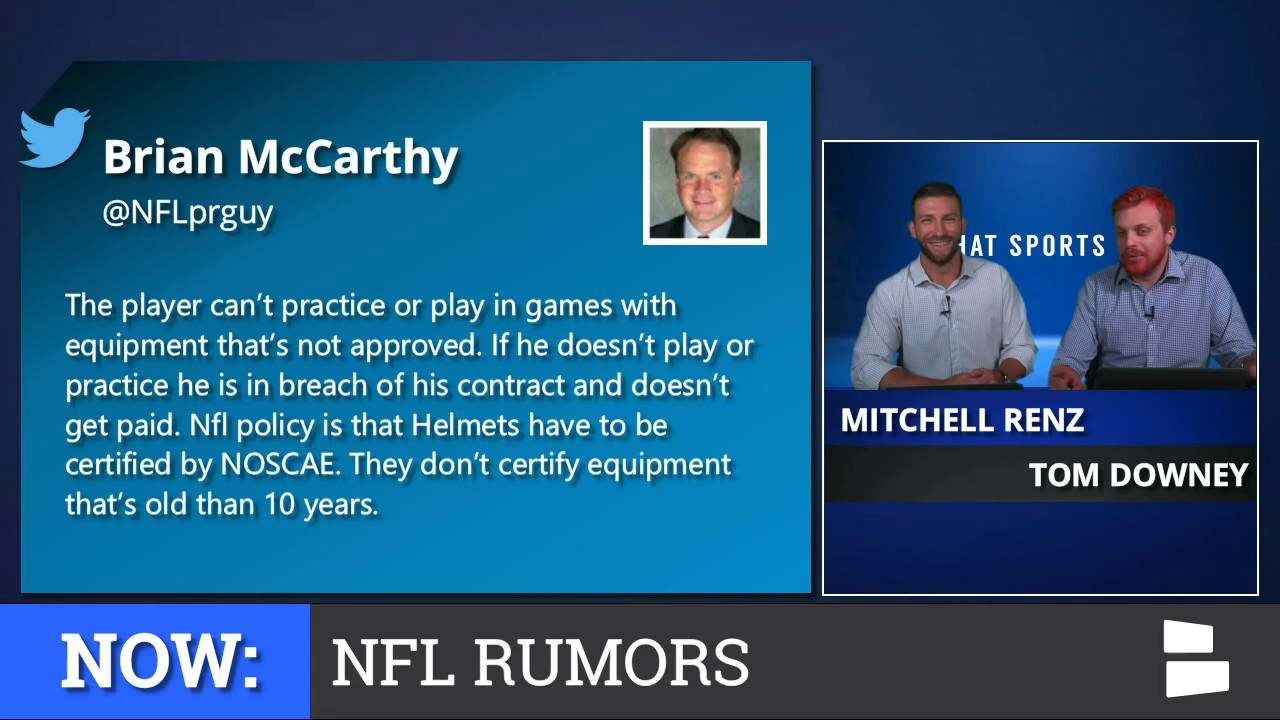 Brian McCarthy
@NFLprguy
The player can't practice or play in games with
equipment that's not approved. If he doesn't play or
practice he is in breach of his contract and doesn't
get paid. Nfl policy is that Helmets have to be
certified by NOSCAE. They don't certify equipment
that's old than 10 years.
HAT SPORTS
MITCHELL RENZ
TOM DOWNEY
NOW:
NFL RUMORS